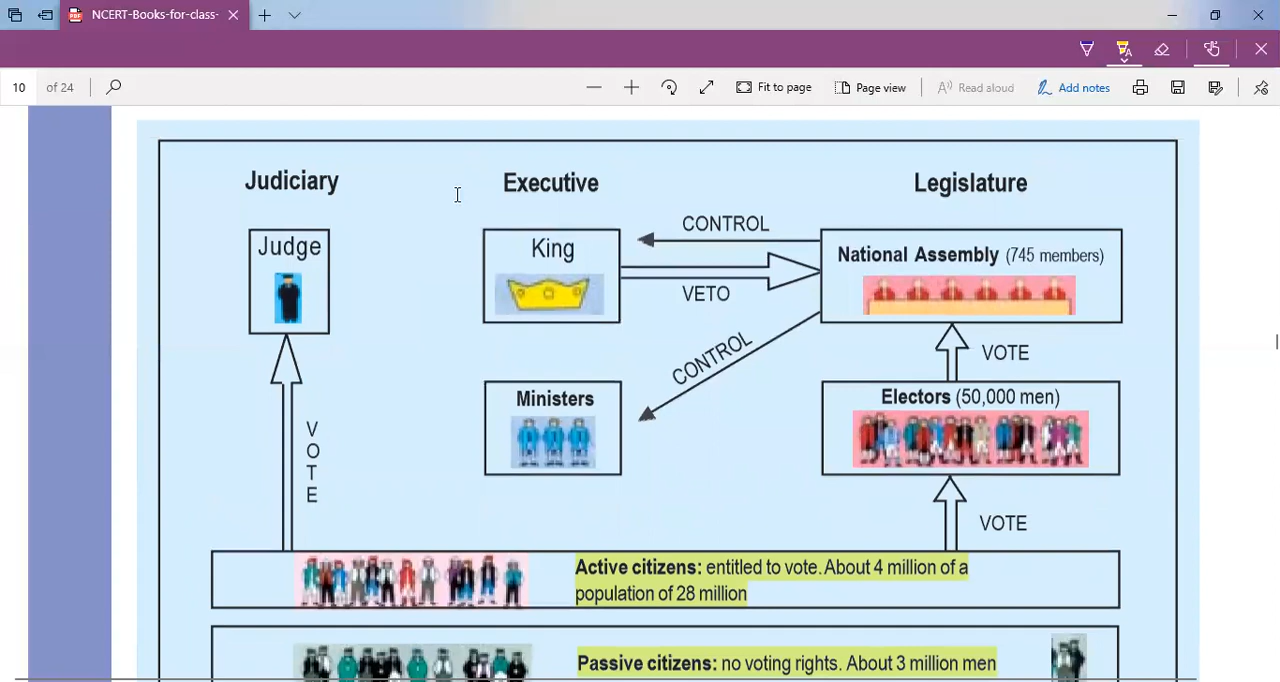 NCERT-Books-for-class-
10 of 24
Fit to page
Page view
Read aloud
Add notes
Judiciary
Executive
Legislature
Judge
King
CONTROL
VETO
National Assembly (745 members)
CONTROL
VOTE
Ministers
Electors (50,000 men)
VOTE
VOTE
Active citizens: entitled to vote. About 4 million of a
population of 28 million
Passive citizens: no voting rights. About 3 million men